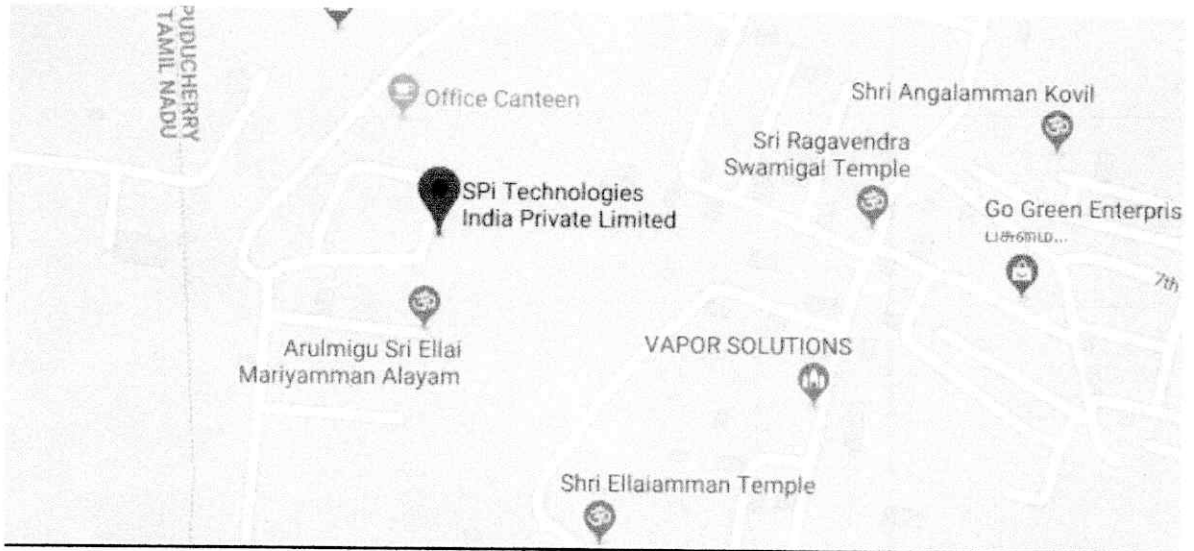 PUDUCHERRY
TAMIL NADU
Office Canteen
Shri Angalamman Kovil
Sri Ragavendra
Swamigal Temple
SPi Technologies
India Private Limited
Go Green Enterpris
பசுமை...
7th
Arulmigu Sri Ellai
Mariyamman Alayam
VAPOR SOLUTIONS
Shri Ellaiamman Temple